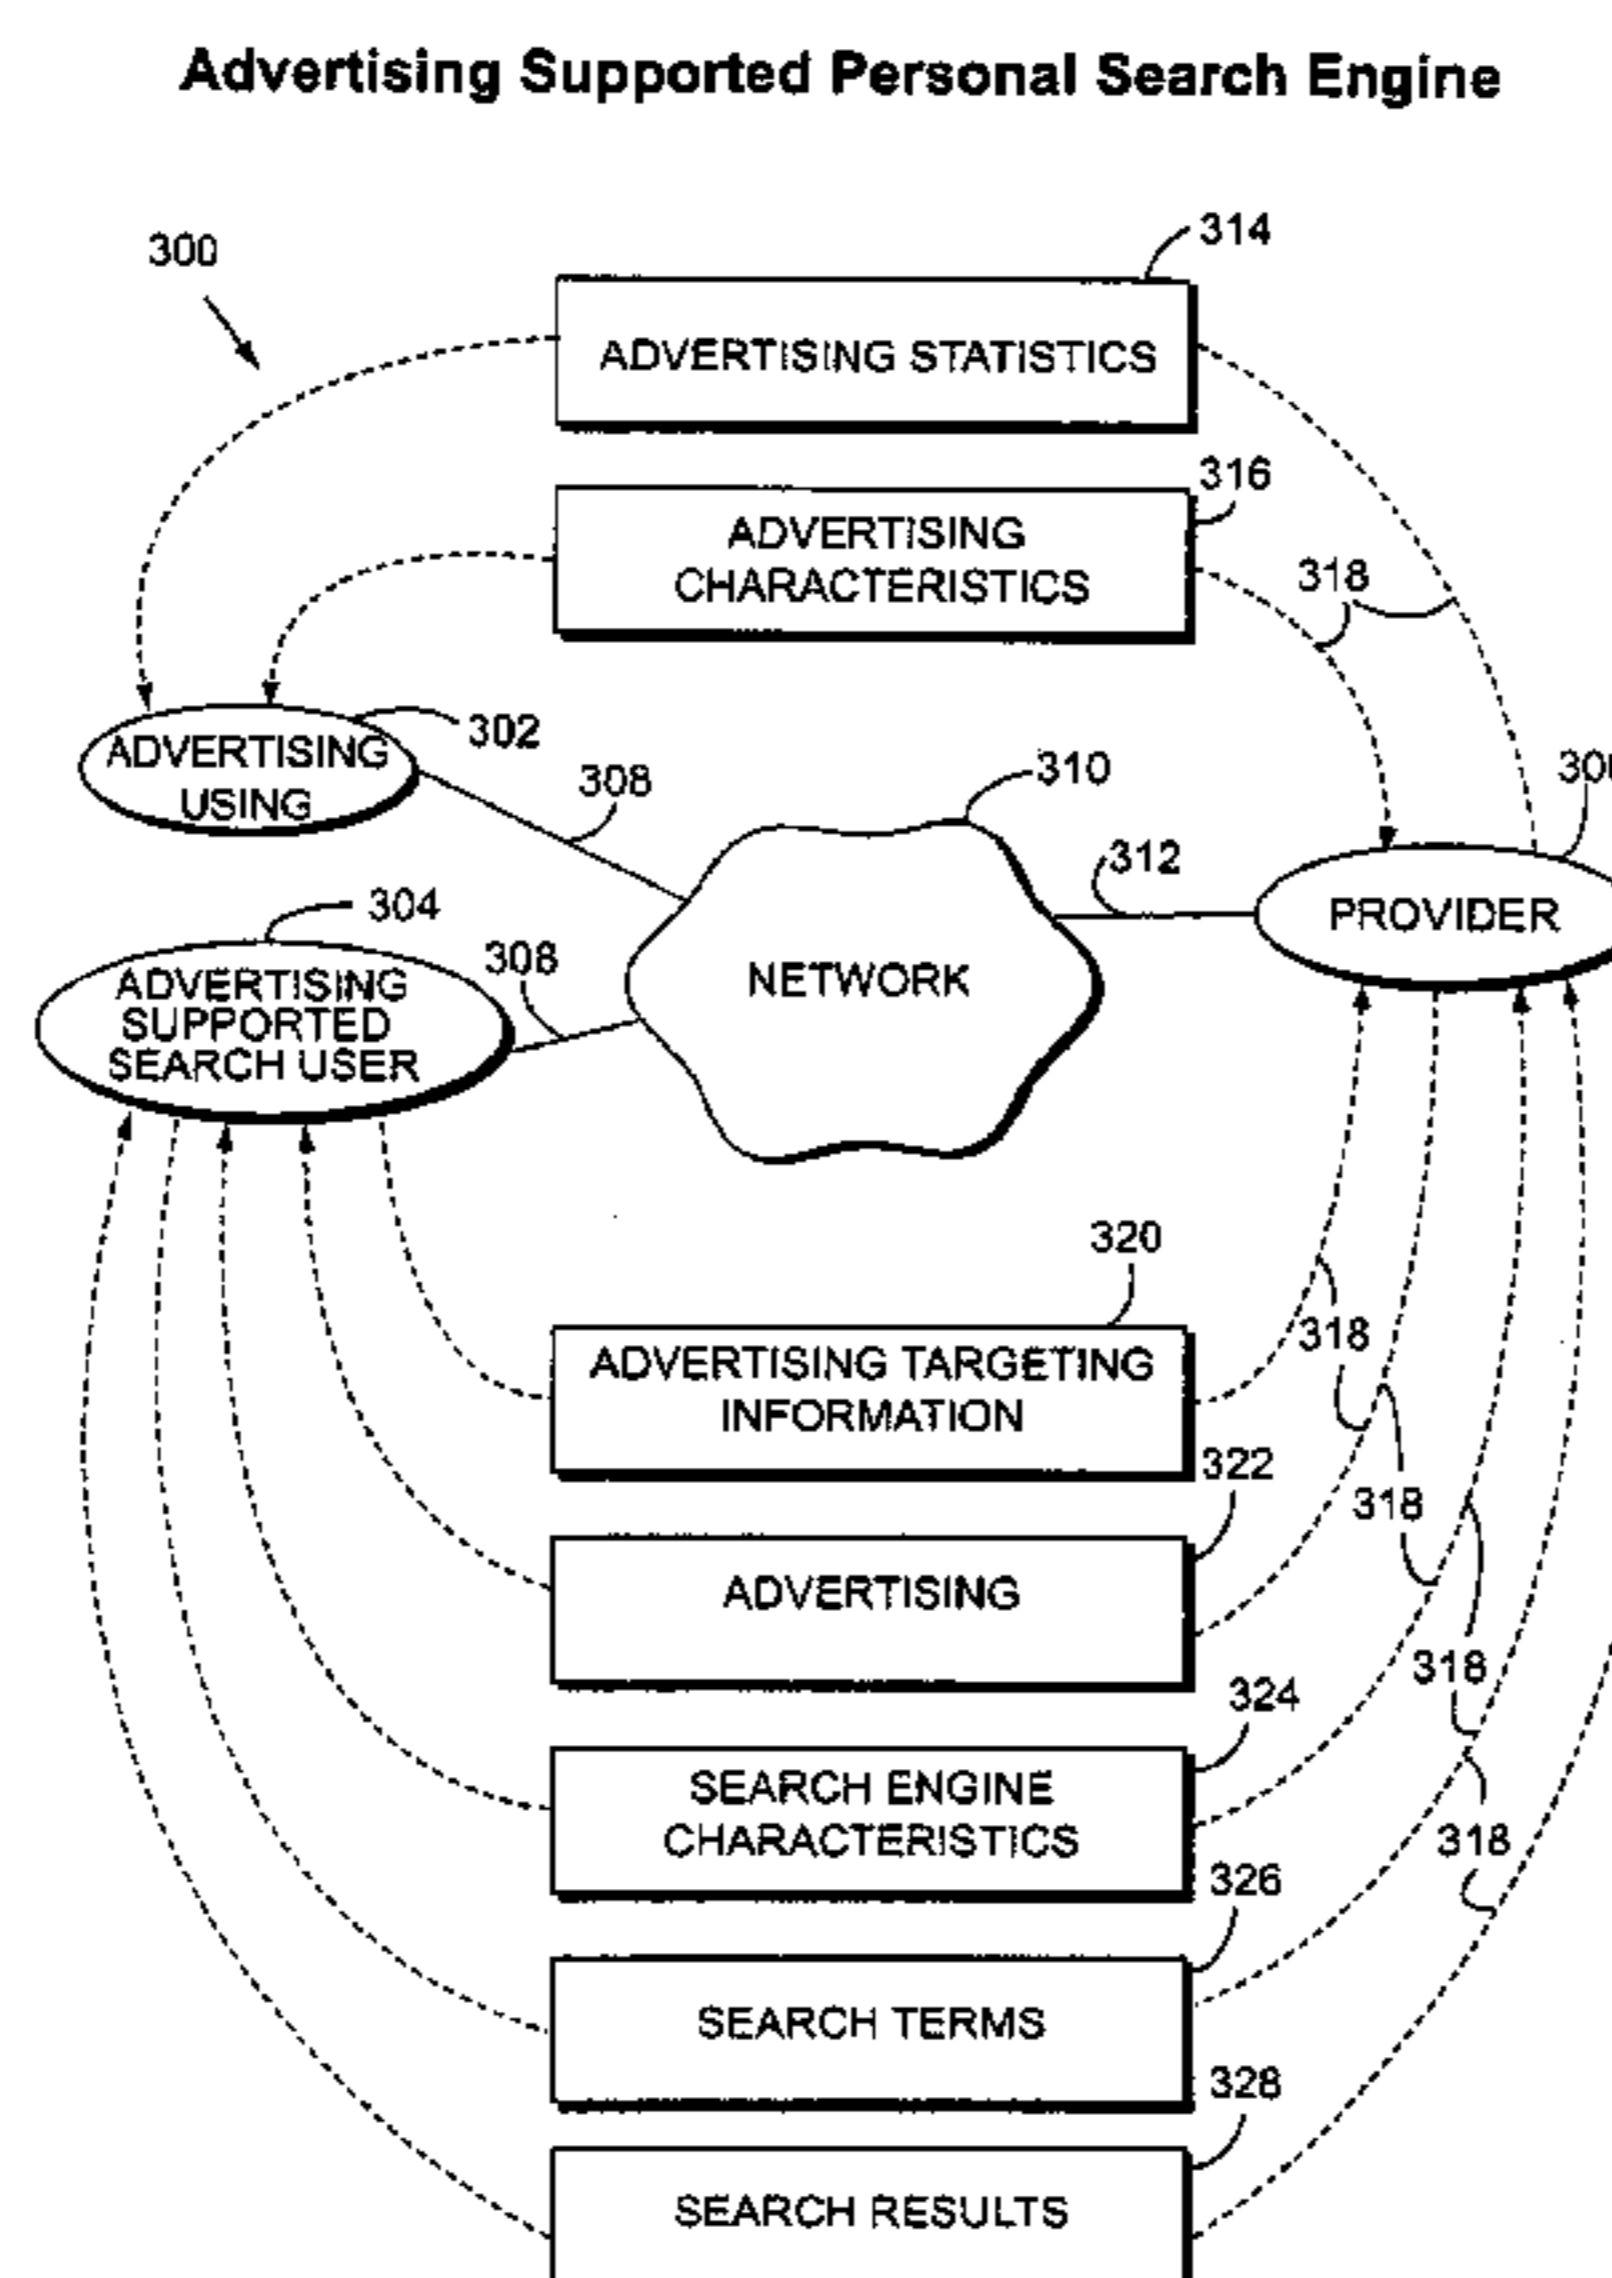 Advertising Supported Personal Search Engine
314
300
ADVERTISING STATISTICS
316
ADVERTISING
CHARACTERISTICS
318
302
ADVERTISING
USING
308
310
312
PROVIDER
304
308
ADVERTISING
SUPPORTED
SEARCH USER
NETWORK
320
318
ADVERTISING TARGETING
INFORMATION
322
318
ADVERTISING
318
324
SEARCH ENGINE
CHARACTERISTICS
318
326
SEARCH TERMS
328
SEARCH RESULTS